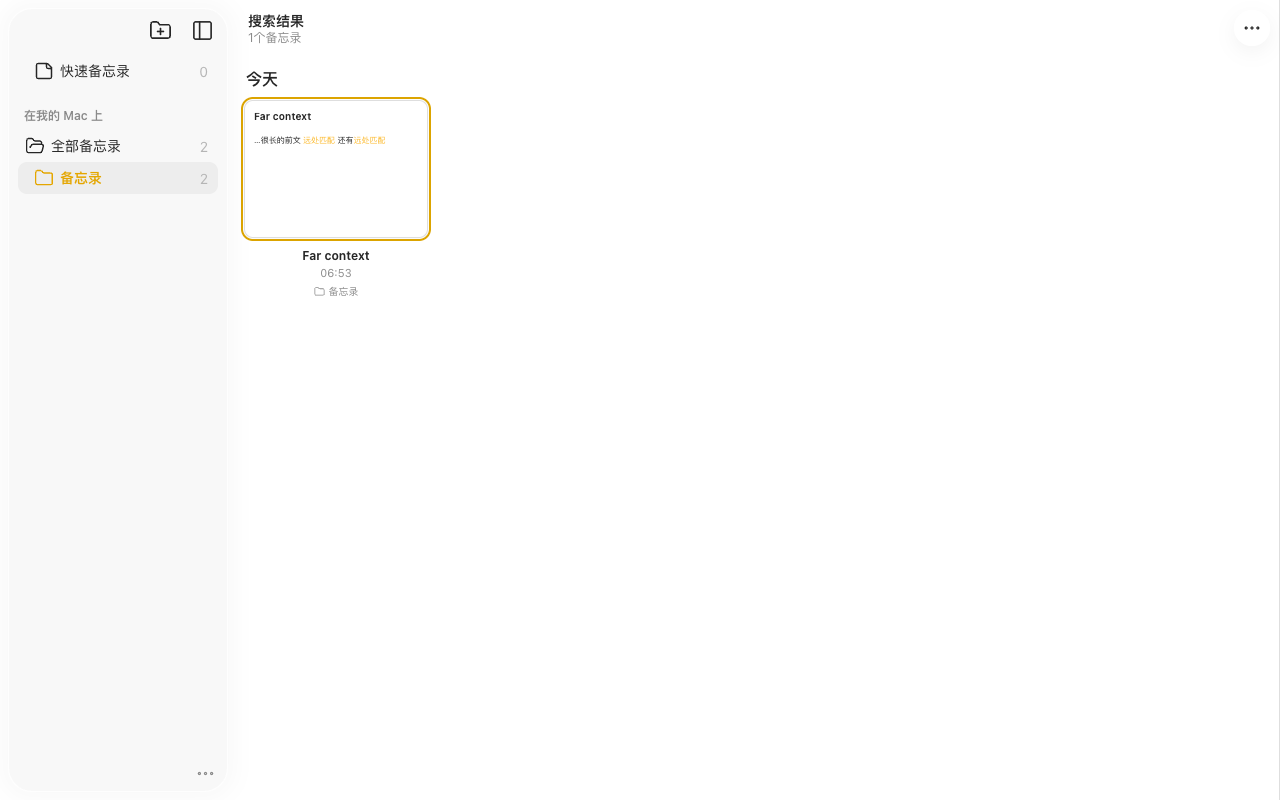 快速备忘录 0
在我的 Mac 上
全部备忘录 2
备忘录 2
搜索结果
1个备忘录
今天
Far context
...很长的前文 远处匹配 还有远处匹配
Far context
06:53
备忘录